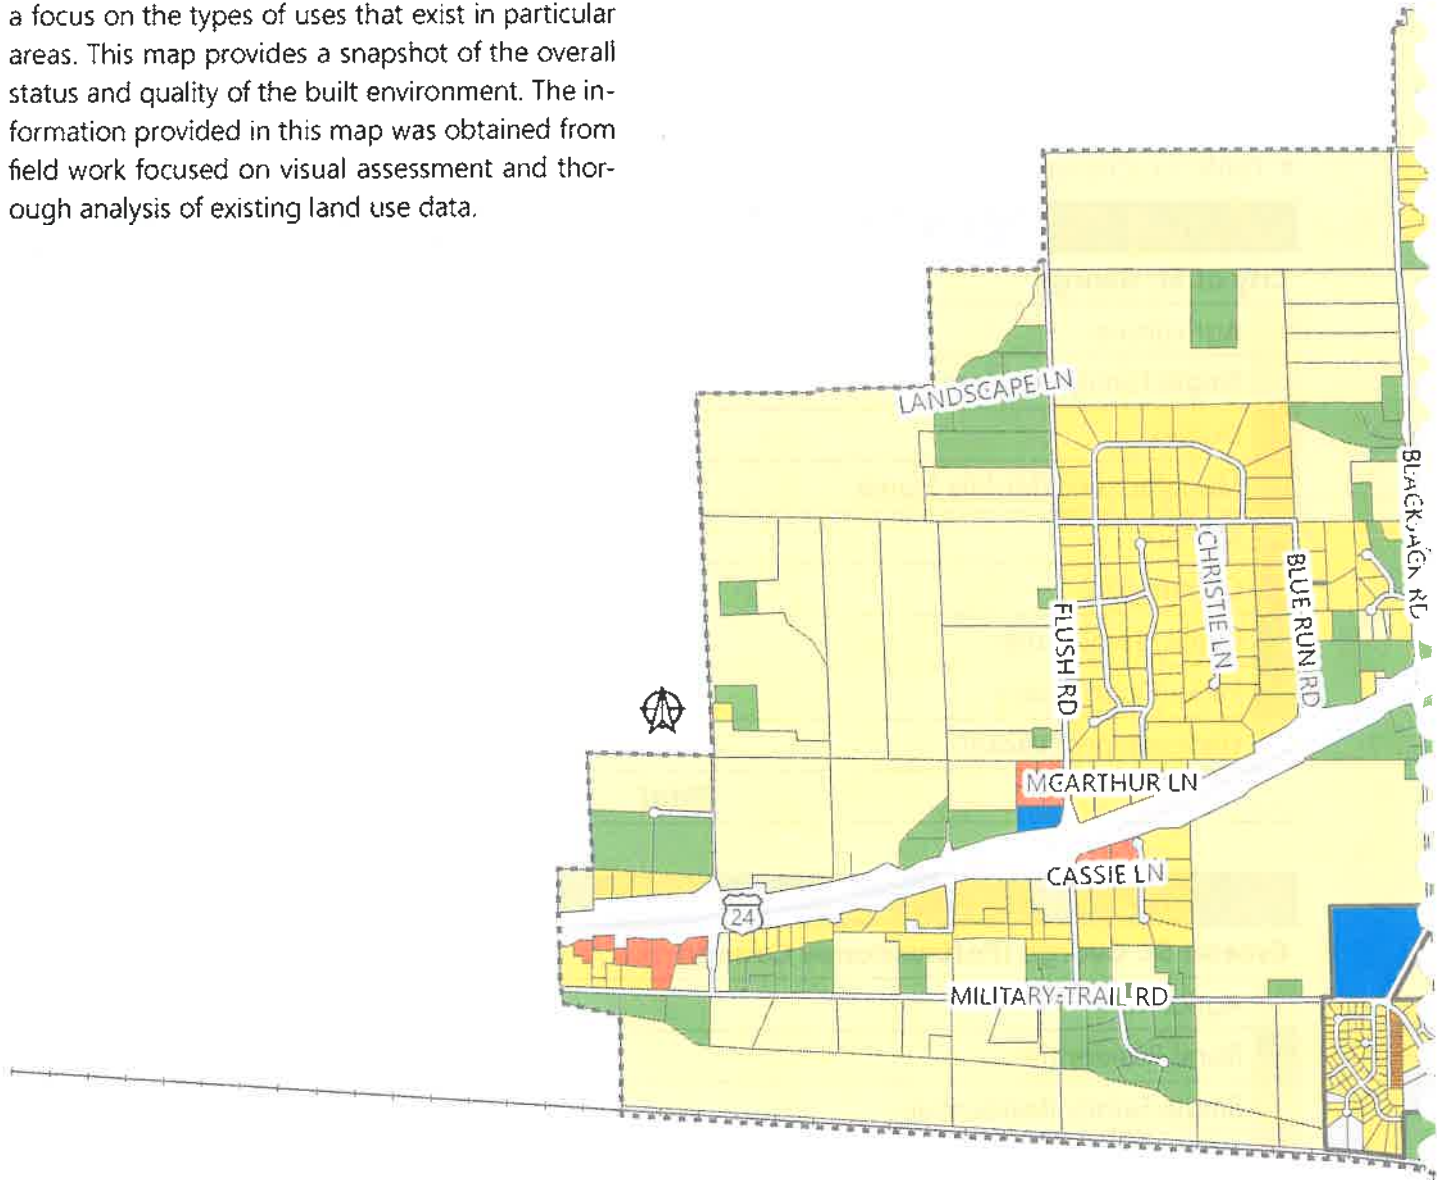 a focus on the types of uses that exist in particular
areas. This map provides a snapshot of the overall
status and quality of the built environment. The in-
formation provided in this map was obtained from
field work focused on visual assessment and thor-
ough analysis of existing land use data.
LANDSCAPE LN
BLACKJACK RD
CHRISTIE LN
BLUE RUN RD
FLUSH RD
MCARTHUR LN
CASSIE LN
24
MILITARY-TRAIL RD